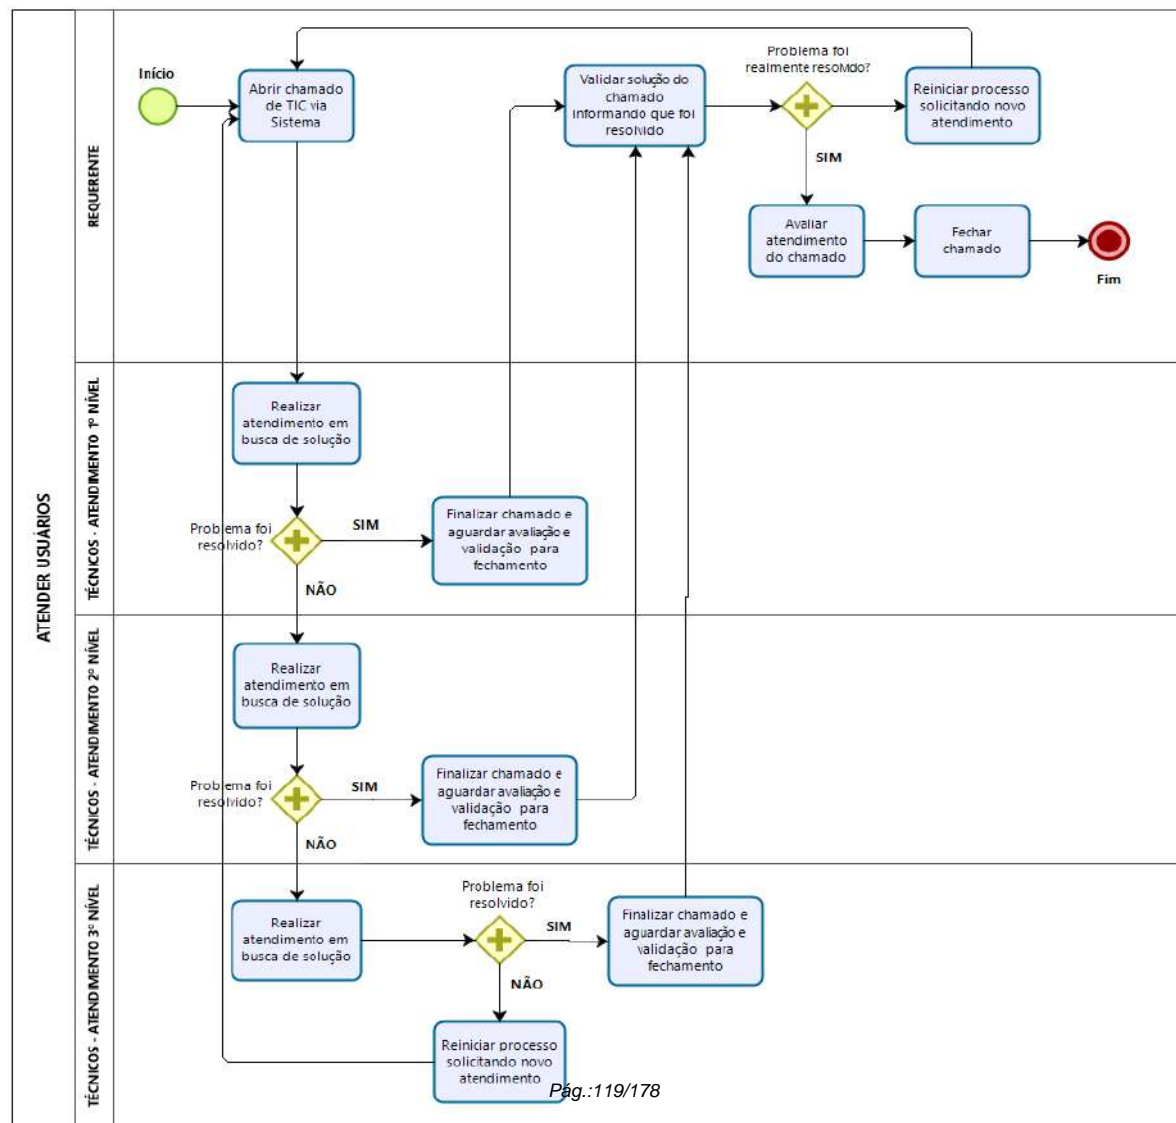 ATENDER USUÁRIOS
REQUERENTE
Início
Abrir chamado
de TIC via
Sistema
Validar solução do
chamado
informando que foi
resolvido
Problema foi
realmente resolvido?
Reiniciar processo
solicitando novo
atendimento
SIM
Avaliar
atendimento
do chamado
Fechar
chamado
Fim
TÉCNICOS - ATENDIMENTO 1º NÍVEL
Realizar
atendimento em
busca de solução
Problema foi
resolvido?
SIM
Finalizar chamado e
aguardar avaliação e
validação para
fechamento
NÃO
TÉCNICOS - ATENDIMENTO 2º NÍVEL
Realizar
atendimento em
busca de solução
Problema foi
resolvido?
SIM
Finalizar chamado e
aguardar avaliação e
validação para
fechamento
NÃO
TÉCNICOS - ATENDIMENTO 3º NÍVEL
Realizar
atendimento em
busca de solução
Problema foi
resolvido?
SIM
Finalizar chamado e
aguardar avaliação e
validação para
fechamento
NÃO
Reiniciar processo
solicitando novo
atendimento
Pág.:119/178